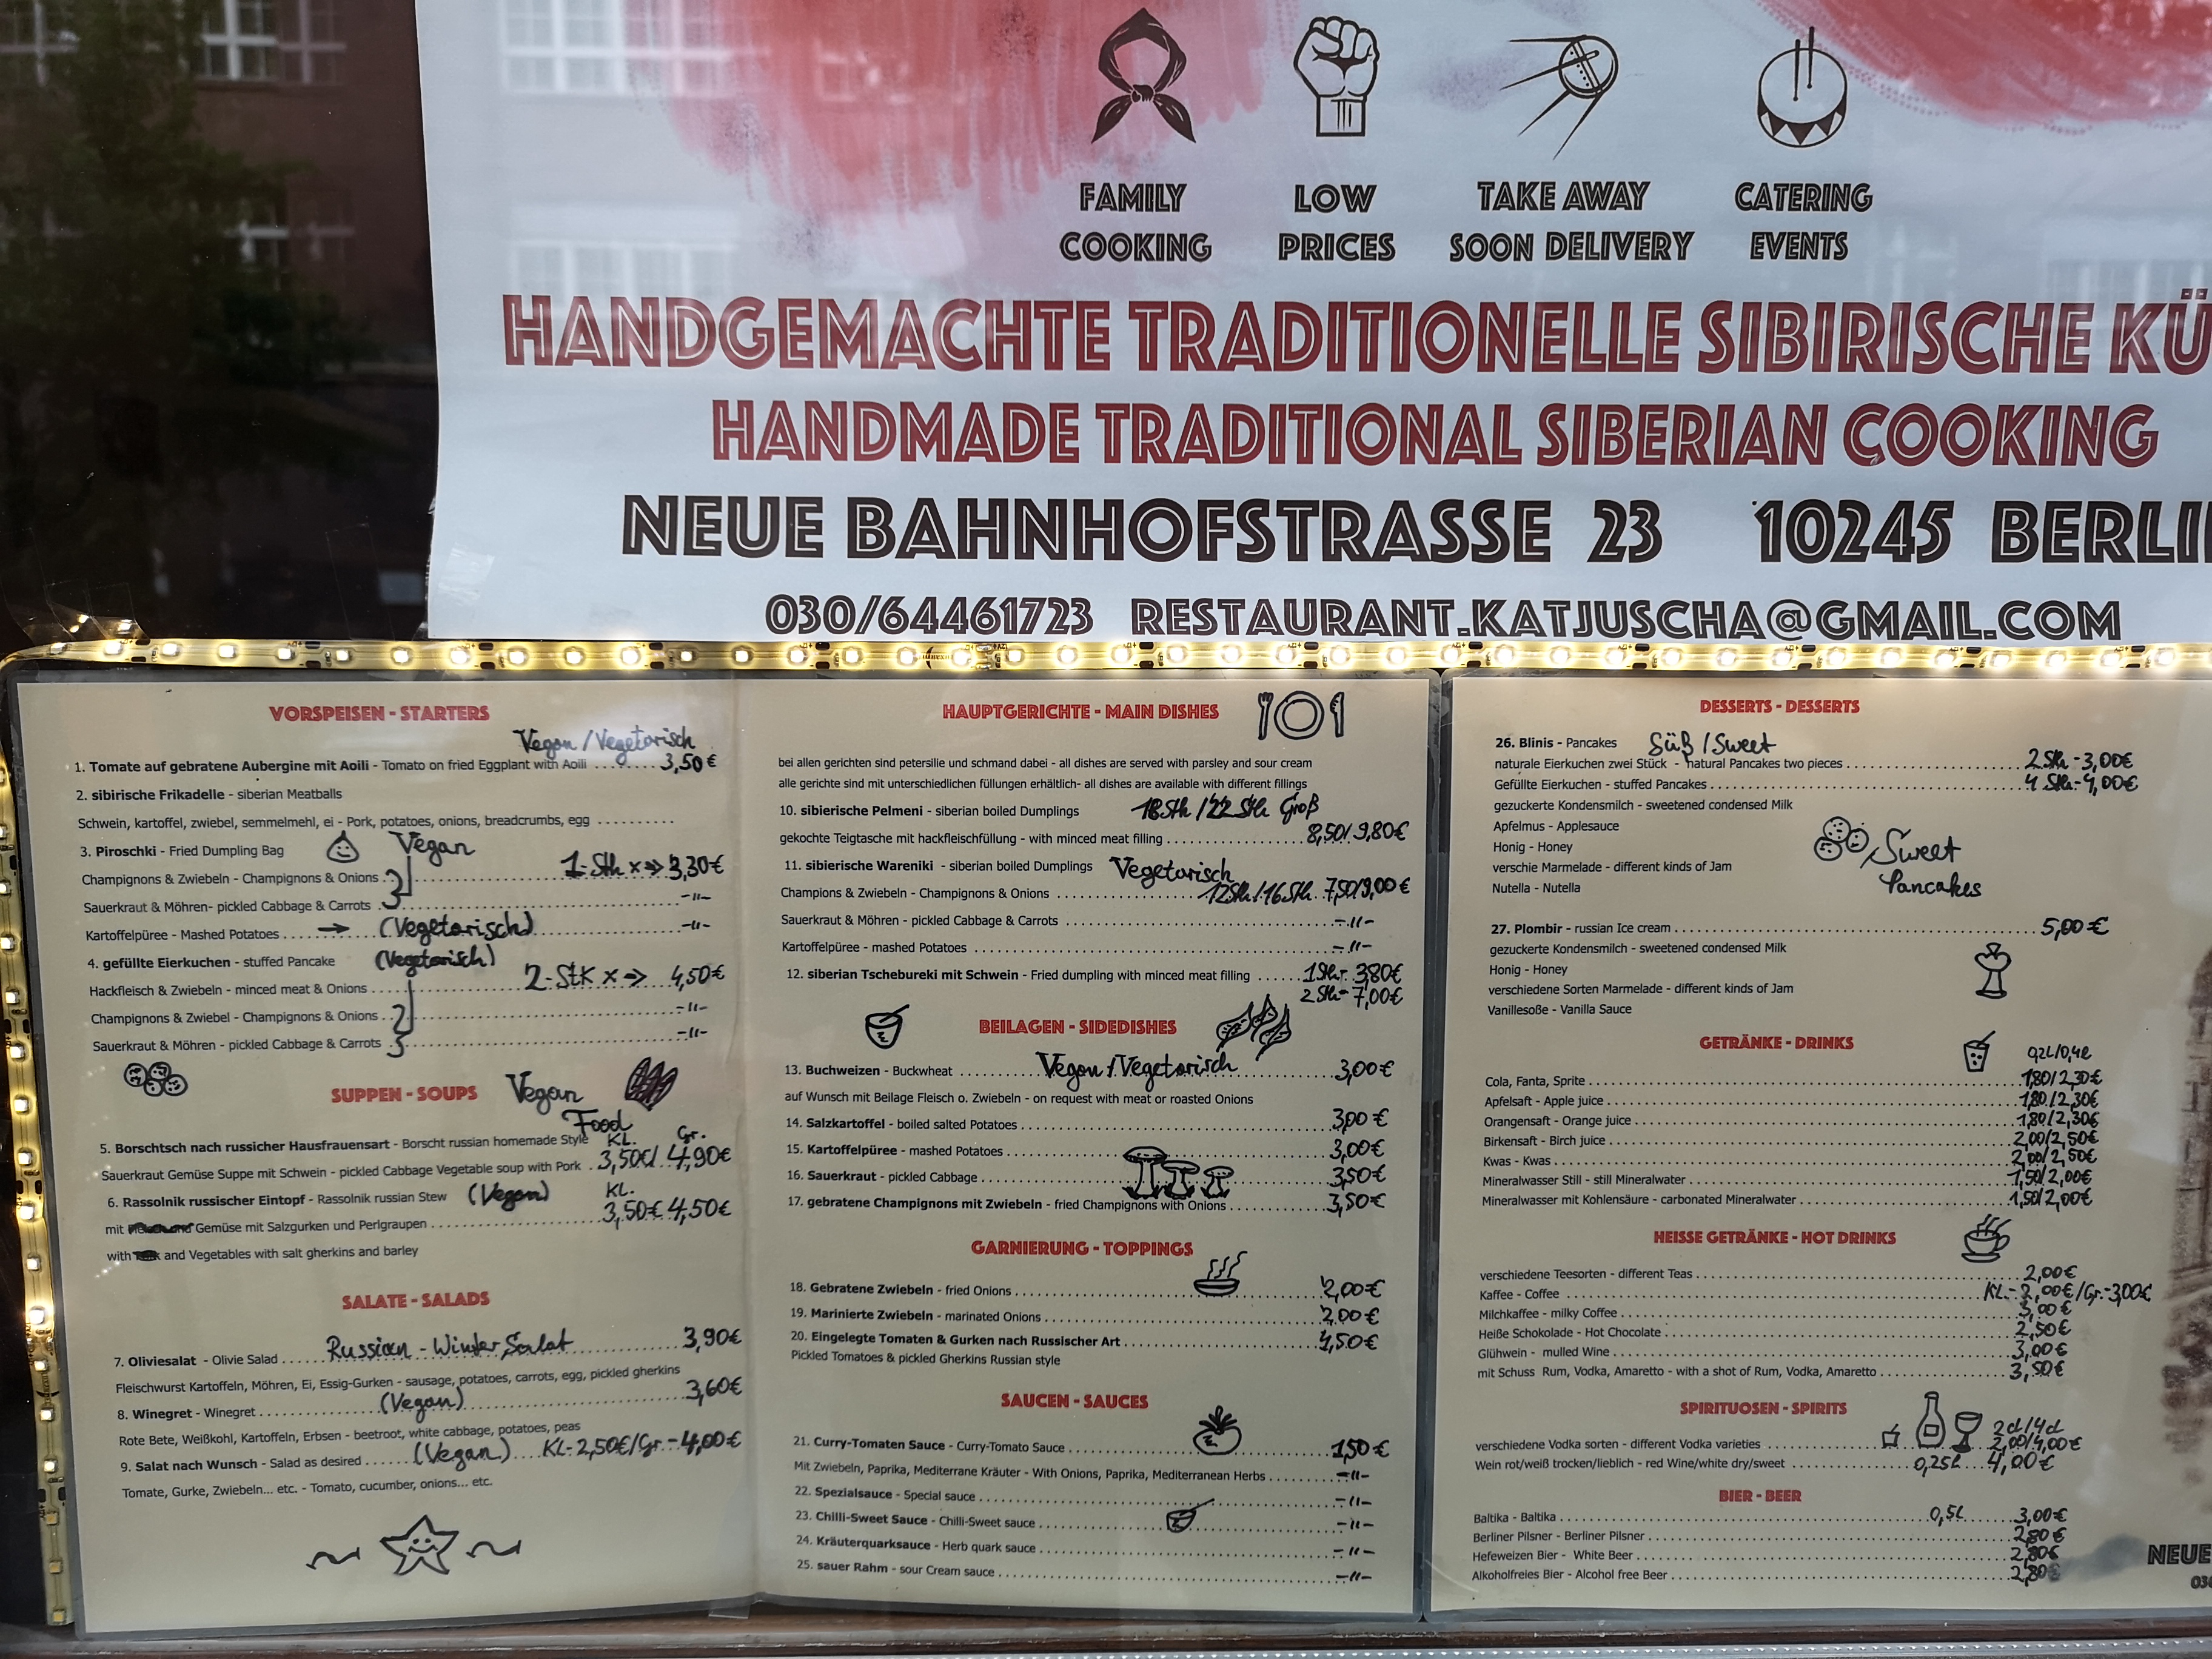 FAMILY COOKING
LOW PRICES
TAKE AWAY SOON DELIVERY
CATERING EVENTS
HANDGEMACHTE TRADITIONELLE SIBIRISCHE KÜ
HANDMADE TRADITIONAL SIBERIAN COOKING
NEUE BAHNHOFSTRASSE 23 10245 BERLI
030/64461723 RESTAURANT.KATJUSCHA@GMAIL.COM
VORSPEISEN - STARTERS
Vegan / Vegetarisch
1. Tomate auf gebratene Aubergine mit Aoili - Tomato on fried Eggplant with Aoili ........ 3,50 €
2. sibirische Frikadelle - siberian Meatballs
Schwein, kartoffel, zwiebel, semmelmehl, ei - Pork, potatoes, onions, breadcrumbs, egg ............
3. Piroschki - Fried Dumpling Bag Vegan
Champignons & Zwiebeln - Champignons & Onions 1-Stk x => 3,30€
Sauerkraut & Möhren- pickled Cabbage & Carrots -11-
Kartoffelpüree - Mashed Potatoes → (Vegetarisch) -11-
4. gefüllte Eierkuchen - stuffed Pancake (Vegetarisch)
Hackfleisch & Zwiebeln - minced meat & Onions 2-Stk x => 4,50€
Champignons & Zwiebel - Champignons & Onions -11-
Sauerkraut & Möhren - pickled Cabbage & Carrots -11-
SUPPEN - SOUPS Vegan Food
5. Borschtsch nach russicher Hausfrauensart - Borscht russian homemade Style KL. Gr.
Sauerkraut Gemüse Suppe mit Schwein - pickled Cabbage Vegetable soup with Pork . 3,50€/ 4,90€
6. Rassolnik russischer Eintopf - Rassolnik russian Stew (Vegan) KL.
mit Gemüse mit Salzgurken und Perlgraupen 3,50€ 4,50€
with and Vegetables with salt gherkins and barley
SALATE - SALADS
7. Oliviesalat - Olivie Salad Russian - Winter Salat 3,90€
Fleischwurst Kartoffeln, Möhren, Ei, Essig-Gurken - sausage, potatoes, carrots, egg, pickled gherkins
8. Winegret - Winegret (Vegan) 3,60€
Rote Bete, Weißkohl, Kartoffeln, Erbsen - beetroot, white cabbage, potatoes, peas
9. Salat nach Wunsch - Salad as desired (Vegan) KL-2,50€/Gr-4,00€
Tomate, Gurke, Zwiebeln... etc. - Tomato, cucumber, onions... etc.
HAUPTGERICHTE - MAIN DISHES
bei allen gerichten sind petersilie und schmand dabei - all dishes are served with parsley and sour cream
alle gerichte sind mit unterschiedlichen füllungen erhältlich- all dishes are available with different fillings
10. sibierische Pelmeni - siberian boiled Dumplings 18Stk /22 Stk Groß
gekochte Teigtasche mit hackfleischfüllung - with minced meat filling 8,50/9,80€
11. sibierische Wareniki - siberian boiled Dumplings Vegetarisch
Champions & Zwiebeln - Champignons & Onions 12Stk/16Stk 7,50/9,00€
Sauerkraut & Möhren - pickled Cabbage & Carrots -11-
Kartoffelpüree - mashed Potatoes -11-
12. siberian Tschebureki mit Schwein - Fried dumpling with minced meat filling 1Stk- 3,80€
2 Stk- 7,00€
BEILAGEN - SIDEDISHES
13. Buchweizen - Buckwheat Vegan / Vegetarisch 3,00€
auf Wunsch mit Beilage Fleisch o. Zwiebeln - on request with meat or roasted Onions
14. Salzkartoffel - boiled salted Potatoes 3,00 €
15. Kartoffelpüree - mashed Potatoes 3,00€
16. Sauerkraut - pickled Cabbage 3,50€
17. gebratene Champignons mit Zwiebeln - fried Champignons with Onions 3,50€
GARNIERUNG - TOPPINGS
18. Gebratene Zwiebeln - fried Onions 2,00€
19. Marinierte Zwiebeln - marinated Onions 2,00€
20. Eingelegte Tomaten & Gurken nach Russischer Art 4,50€
Pickled Tomatoes & pickled Gherkins Russian style
SAUCEN - SAUCES
21. Curry-Tomaten Sauce - Curry-Tomato Sauce 1,50€
Mit Zwiebeln, Paprika, Mediterrane Kräuter - With Onions, Paprika, Mediterranean Herbs -11-
22. Spezialsauce - Special sauce -11-
23. Chilli-Sweet Sauce - Chilli-Sweet sauce -11-
24. Kräuterquarksauce - Herb quark sauce -11-
25. sauer Rahm - sour Cream sauce -11-
DESSERTS - DESSERTS
26. Blinis - Pancakes Süß / Sweet
naturale Eierkuchen zwei Stück - natural Pancakes two pieces 2 Stk - 3,00€
Gefüllte Eierkuchen - stuffed Pancakes 4 Stk - 4,00€
gezuckerte Kondensmilch - sweetened condensed Milk
Apfelmus - Applesauce
Honig - Honey
verschie Marmelade - different kinds of Jam
Nutella - Nutella
Sweet Pancakes
27. Plombir - russian Ice cream 5,00€
gezuckerte Kondensmilch - sweetened condensed Milk
Honig - Honey
verschiedene Sorten Marmelade - different kinds of Jam
Vanillesoße - Vanilla Sauce
GETRÄNKE - DRINKS
0,2L/0,4l
Cola, Fanta, Sprite 1,80/2,30€
Apfelsaft - Apple juice 1,80/2,30€
Orangensaft - Orange juice 1,80/2,30€
Birkensaft - Birch juice 2,00/2,50€
Kwas - Kwas 2,00/2,50€
Mineralwasser Still - still Mineralwater 1,50/2,00€
Mineralwasser mit Kohlensäure - carbonated Mineralwater 1,50/2,00€
HEISSE GETRÄNKE - HOT DRINKS
verschiedene Teesorten - different Teas 2,00€
Kaffee - Coffee KL.- 2,00€/Gr.-3,00€
Milchkaffee - milky Coffee 3,00€
Heiße Schokolade - Hot Chocolate 2,50€
Glühwein - mulled Wine 3,00€
mit Schuss Rum, Vodka, Amaretto - with a shot of Rum, Vodka, Amaretto 3,50€
SPIRITUOSEN - SPIRITS
2cl/4cl
verschiedene Vodka sorten - different Vodka varieties 2,00/4,00€
Wein rot/weiß trocken/lieblich - red Wine/white dry/sweet 0,25l 4,00€
BIER - BEER
Baltika - Baltika 0,5L 3,00€
Berliner Pilsner - Berliner Pilsner 2,80€
Hefeweizen Bier - White Beer 2,80€
Alkoholfreies Bier - Alcohol free Beer 2,80€
NEUE
030